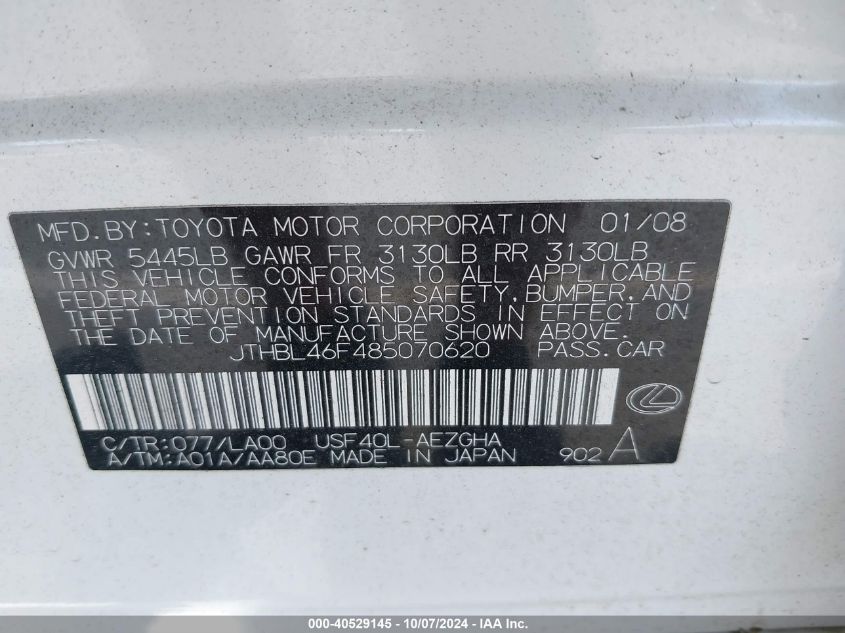 MFD.BY:TOYOTA MOTOR CORPORATION 01/08
GVWR 5445LB GAWR FR 3130LB RR 3130LB
THIS VEHICLE CONFORMS TO ALL APPLICABLE
FEDERAL MOTOR VEHICLE SAFETY,BUMPER,AND
THEFT PREVENTION STANDARDS IN EFFECT ON
THE DATE OF MANUFACTURE SHOWN ABOVE.
JTHBL46F485070620 PASS.CAR
C/TR:077/LA00 USF40L-AEZGHA
A/TM:A01A/AA80E MADE IN JAPAN 902 A
000-40529145 - 10/07/2024 - IAA Inc.